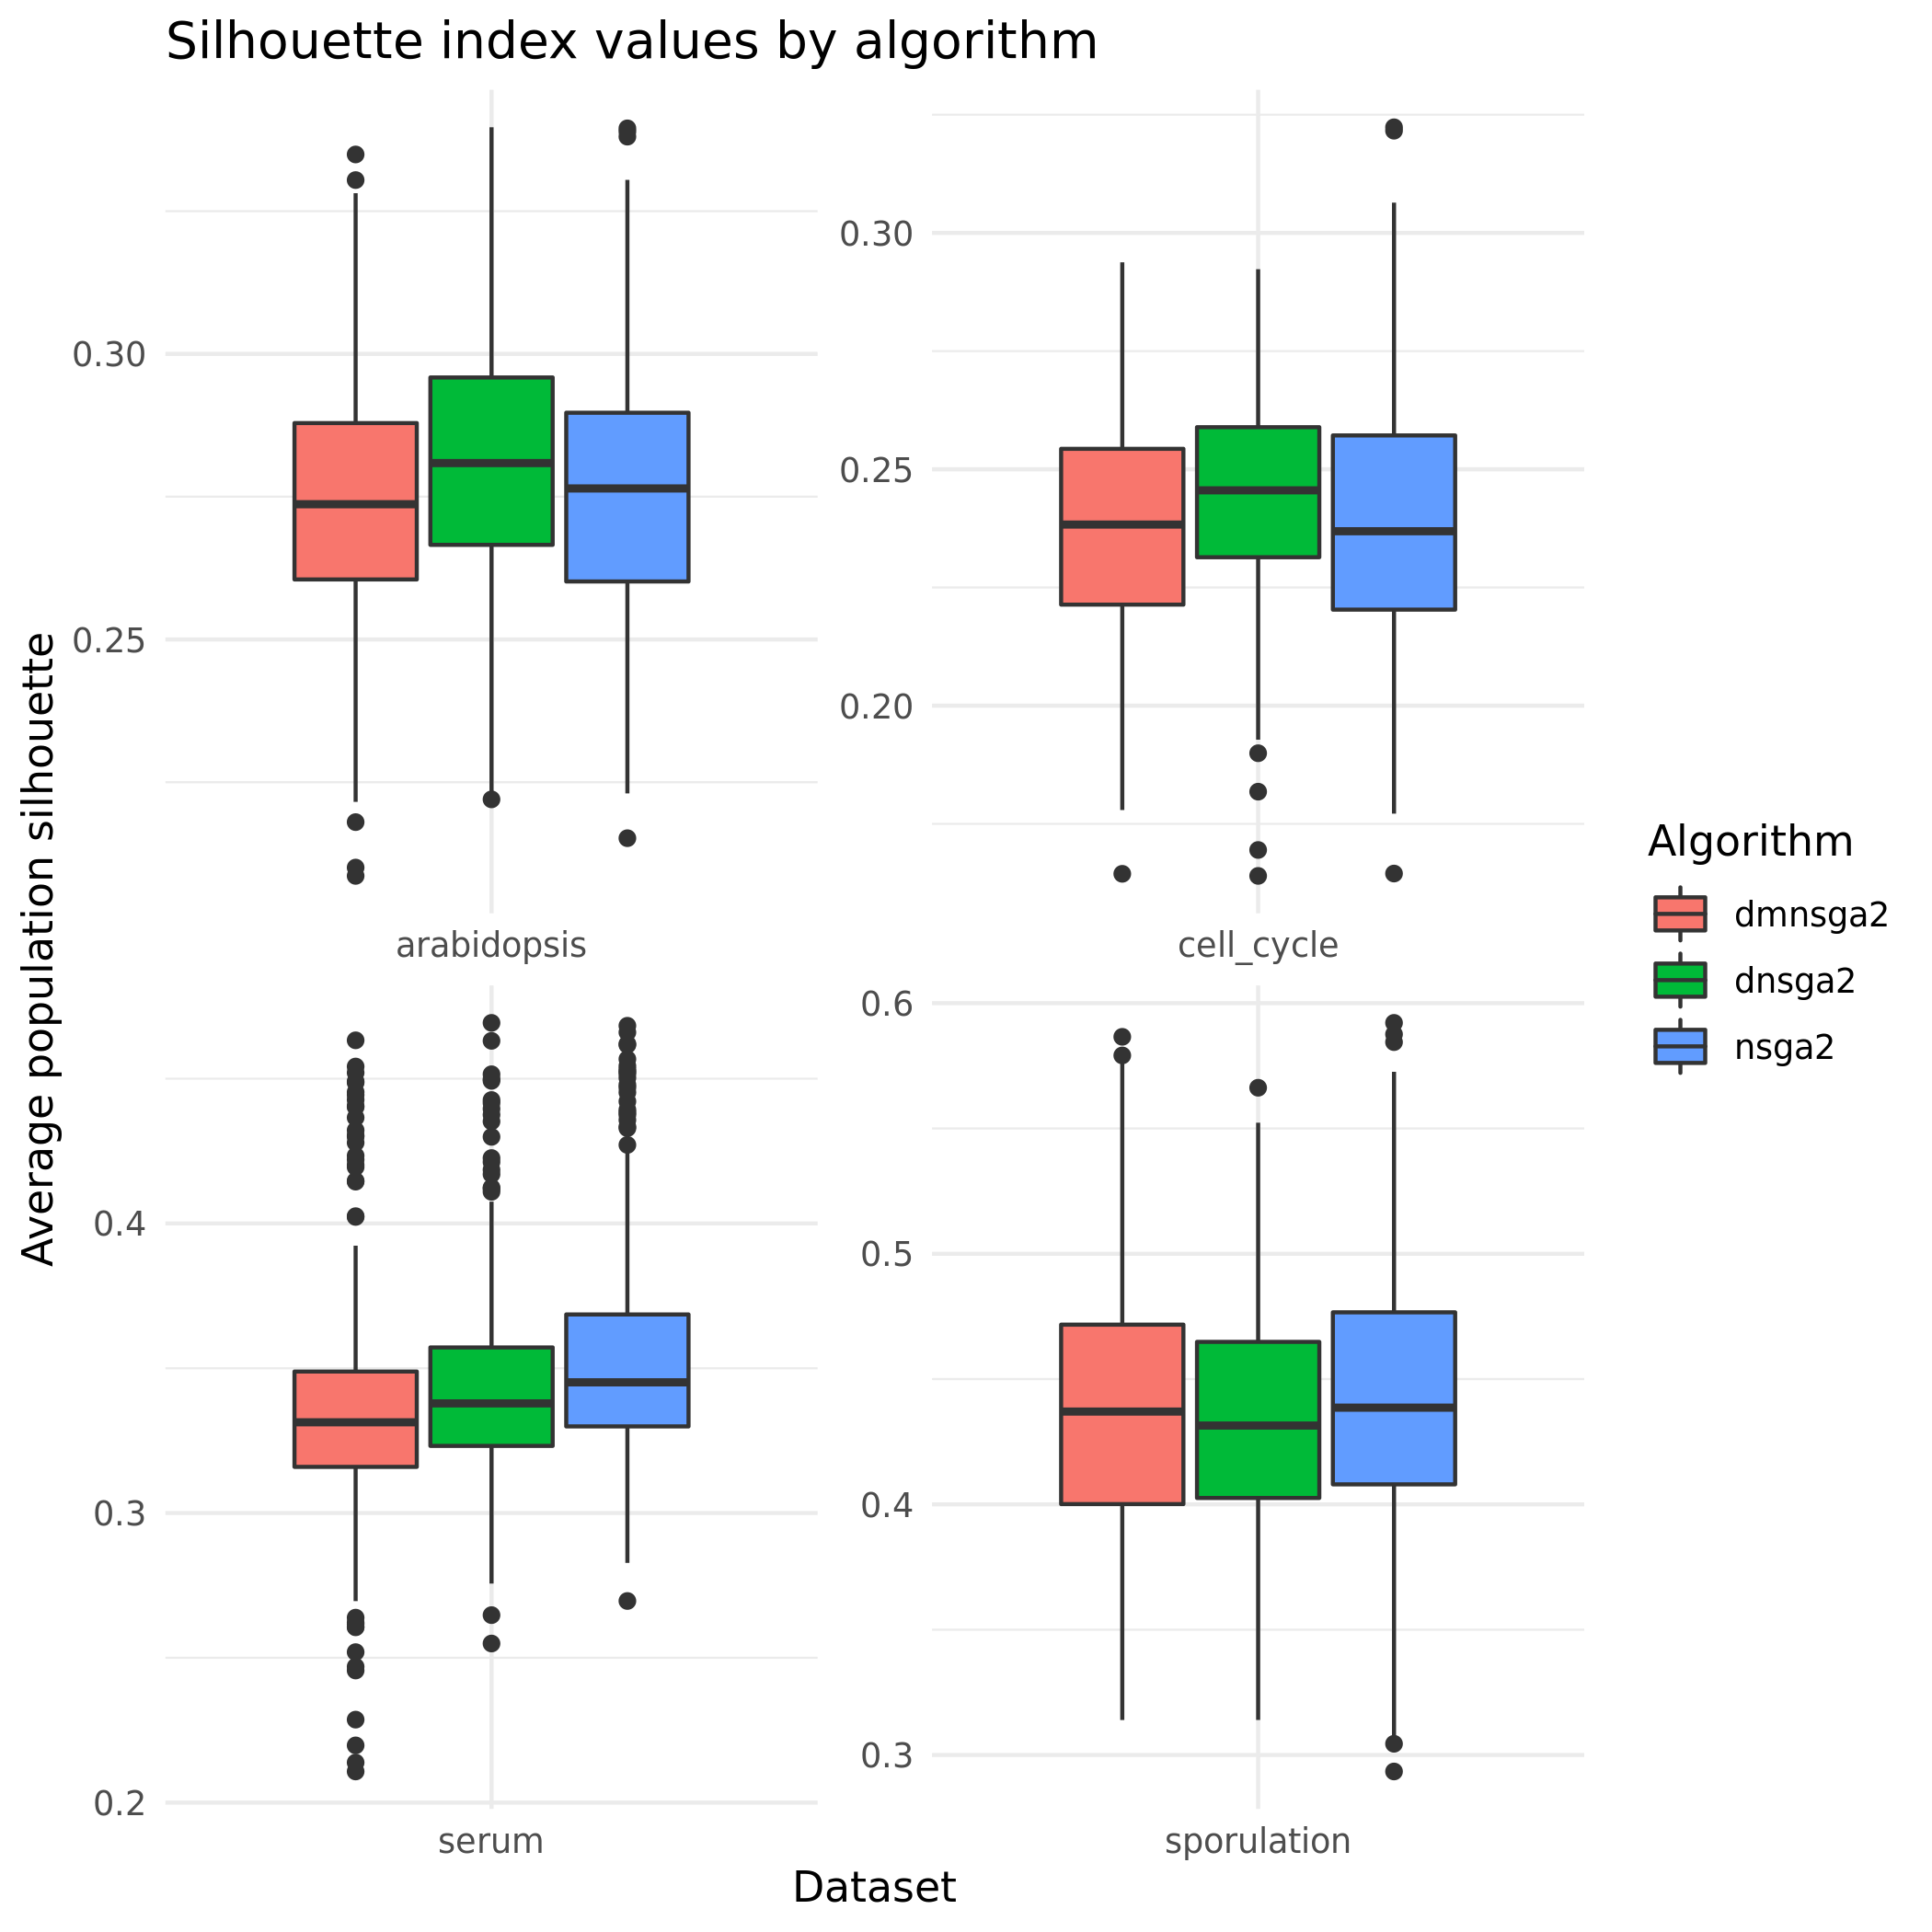 Silhouette index values by algorithm
Average population silhouette
0.30
0.25
arabidopsis
0.30
0.25
0.20
cell_cycle
0.4
0.3
0.2
serum
0.6
0.5
0.4
0.3
sporulation
Dataset
Algorithm
dmnsga2
dnsga2
nsga2